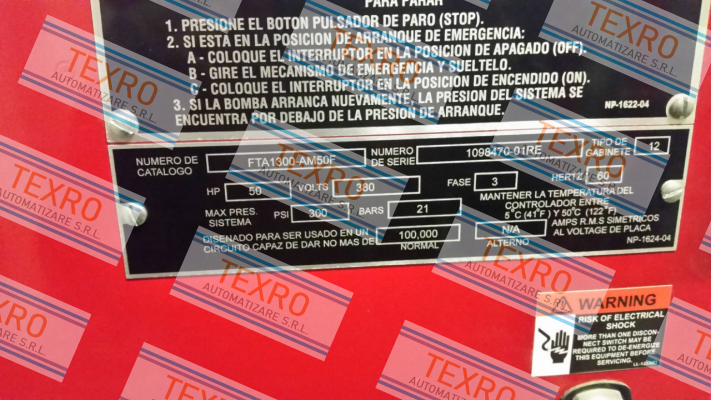 PARA PARAR
1. PRESIONE EL BOTON PULSADOR DE PARO (STOP).
2. SI ESTA EN LA POSICION DE ARRANQUE DE EMERGENCIA:
A - COLOQUE EL INTERRUPTOR EN LA POSICION DE APAGADO (OFF).
B - GIRE EL MECANISMO DE EMERGENCIA Y SUELTELO.
C - COLOQUE EL INTERRUPTOR EN POSICION DE ENCENDIDO (ON).
3. SI LA BOMBA ARRANCA NUEVAMENTE, LA PRESION DEL SISTEMA SE
ENCUENTRA POR DEBAJO DE LA PRESION DE ARRANQUE.
NP-1622-04
NUMERO DE CATALOGO FTA1300-AM50F NUMERO DE SERIE 1098470-01RE TIPO DE GABINETE 12
HP 50 VOLTS 380 FASE 3 HERTZ 60
MAX PRES. SISTEMA PSI 300 BARS 21
MANTENER LA TEMPERATURA DEL
CONTROLADOR ENTRE
5°C (41°F) Y 50°C (122°F)
DISENADO PARA SER USADO EN UN
CIRCUITO CAPAZ DE DAR NO MAS DE
100,000 NORMAL
N/A ALTERNO
AMPS R.M.S SIMETRICOS
AL VOLTAGE DE PLACA
NP-1624-04
WARNING
RISK OF ELECTRICAL
SHOCK
MORE THAN ONE DISCON-
NECT SWITCH MAY BE
REQUIRED TO DE-ENERGIZE
THIS EQUIPMENT BEFORE
SERVICING.
TEXRO
AUTOMATIZARE S.R.L.